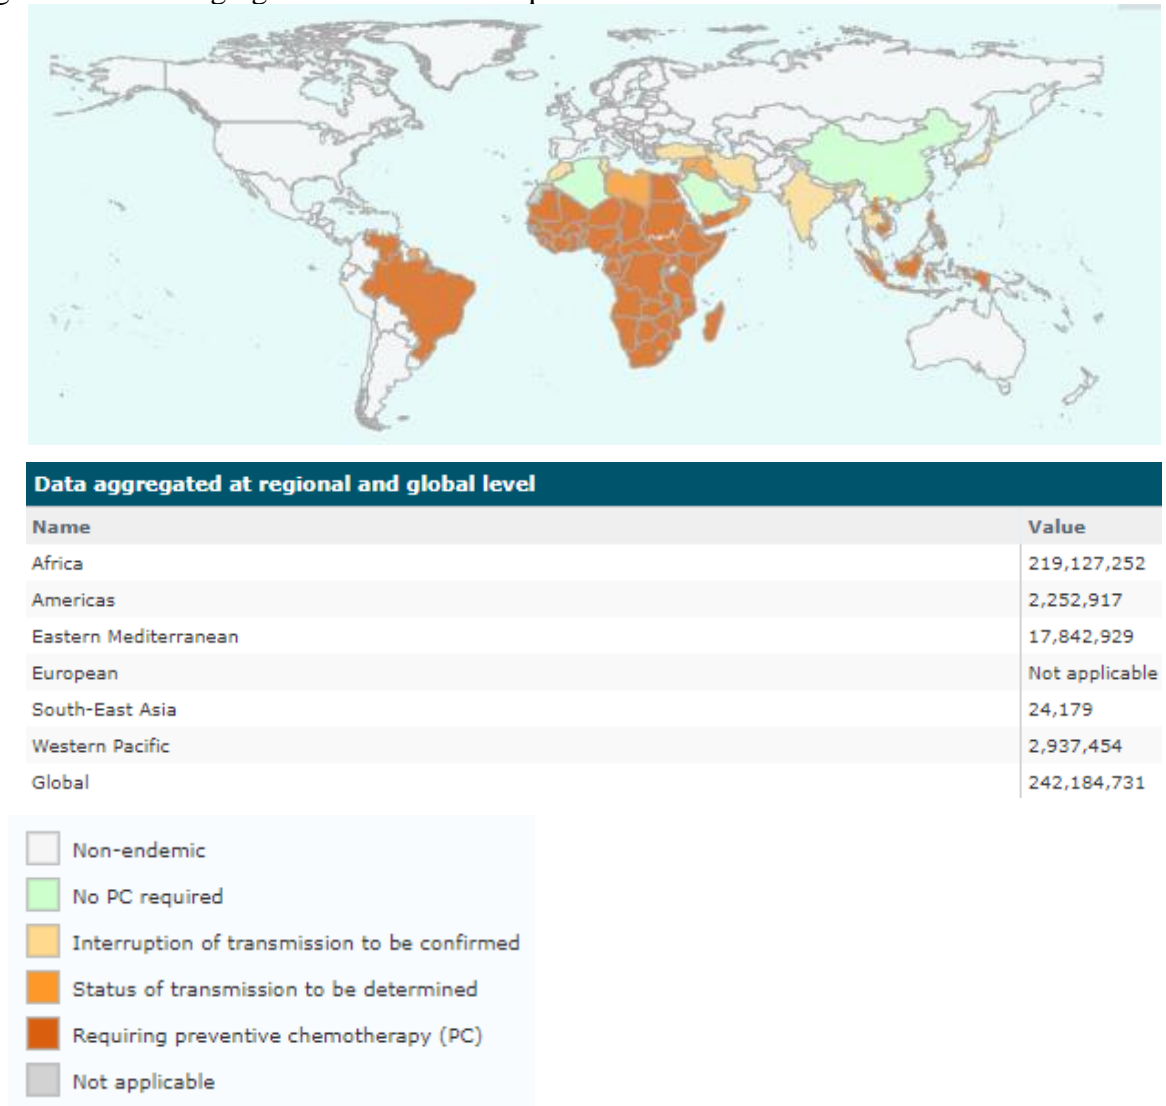 Data aggregated at regional and global level
Name Value
Africa 219,127,252
Americas 2,252,917
Eastern Mediterranean 17,842,929
European Not applicable
South-East Asia 24,179
Western Pacific 2,937,454
Global 242,184,731
Non-endemic
No PC required
Interruption of transmission to be confirmed
Status of transmission to be determined
Requiring preventive chemotherapy (PC)
Not applicable